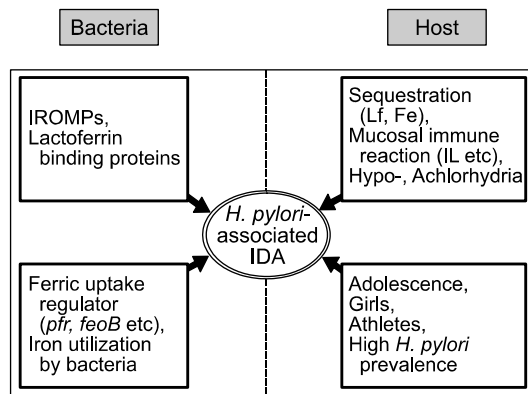 Bacteria
Host
IROMPs,
Lactoferrin
binding proteins
Sequestration
(Lf, Fe),
Mucosal immune
reaction (IL etc),
Hypo-, Achlorhydria
H. pylori-
associated
IDA
Ferric uptake
regulator
(pfr, feoB etc),
Iron utilization
by bacteria
Adolescence,
Girls,
Athletes,
High H. pylori
prevalence